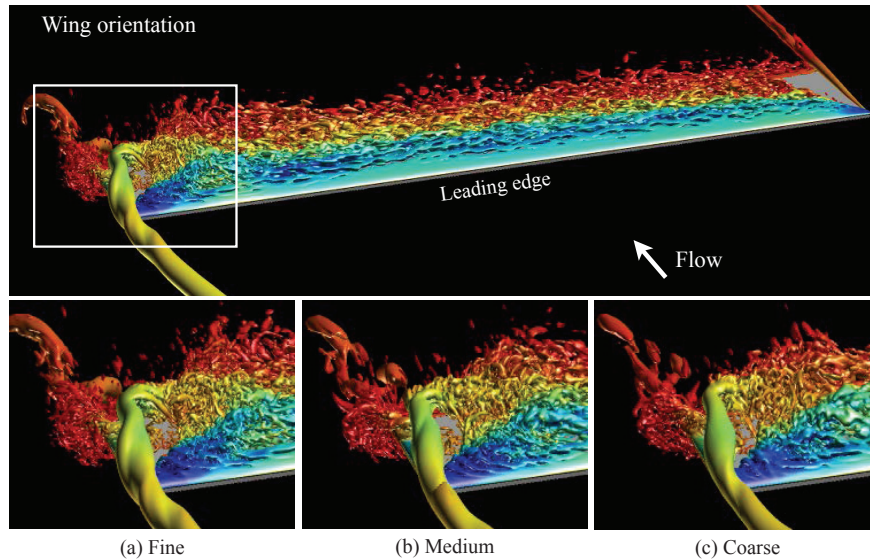 Wing orientation
Leading edge
Flow
(a) Fine
(b) Medium
(c) Coarse